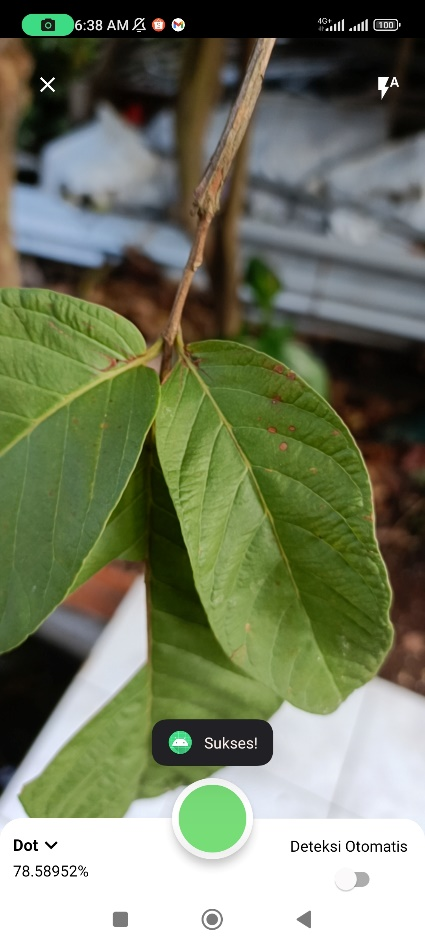 6:38 AM
4G+
100
A
Sukses!
Dot
78.58952%
Deteksi Otomatis